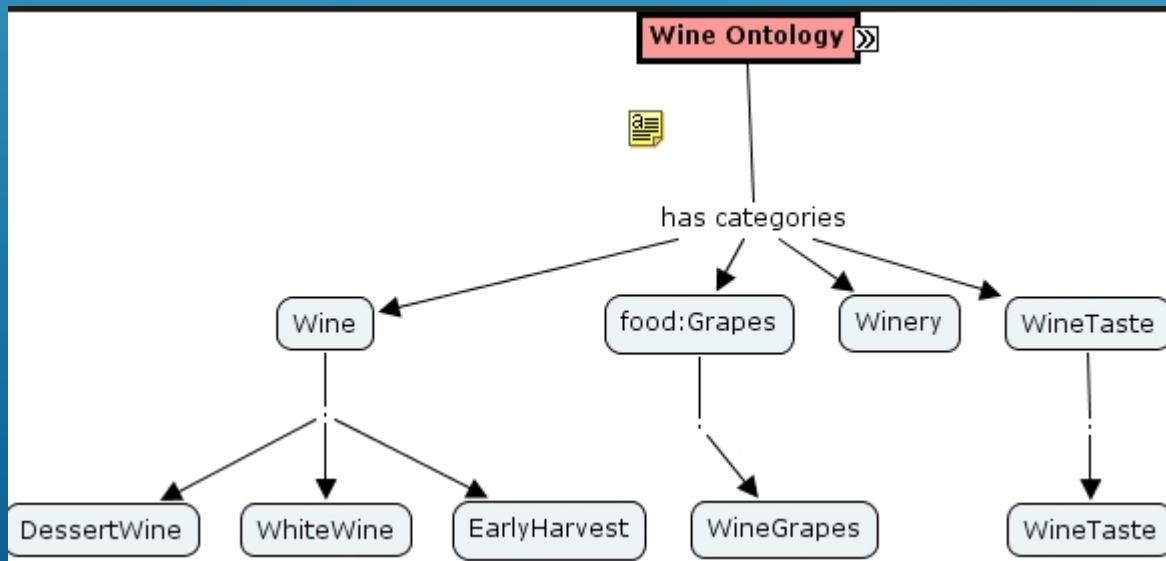 Wine Ontology
has categories
Wine
food:Grapes
Winery
WineTaste
DessertWine
WhiteWine
EarlyHarvest
WineGrapes
WineTaste